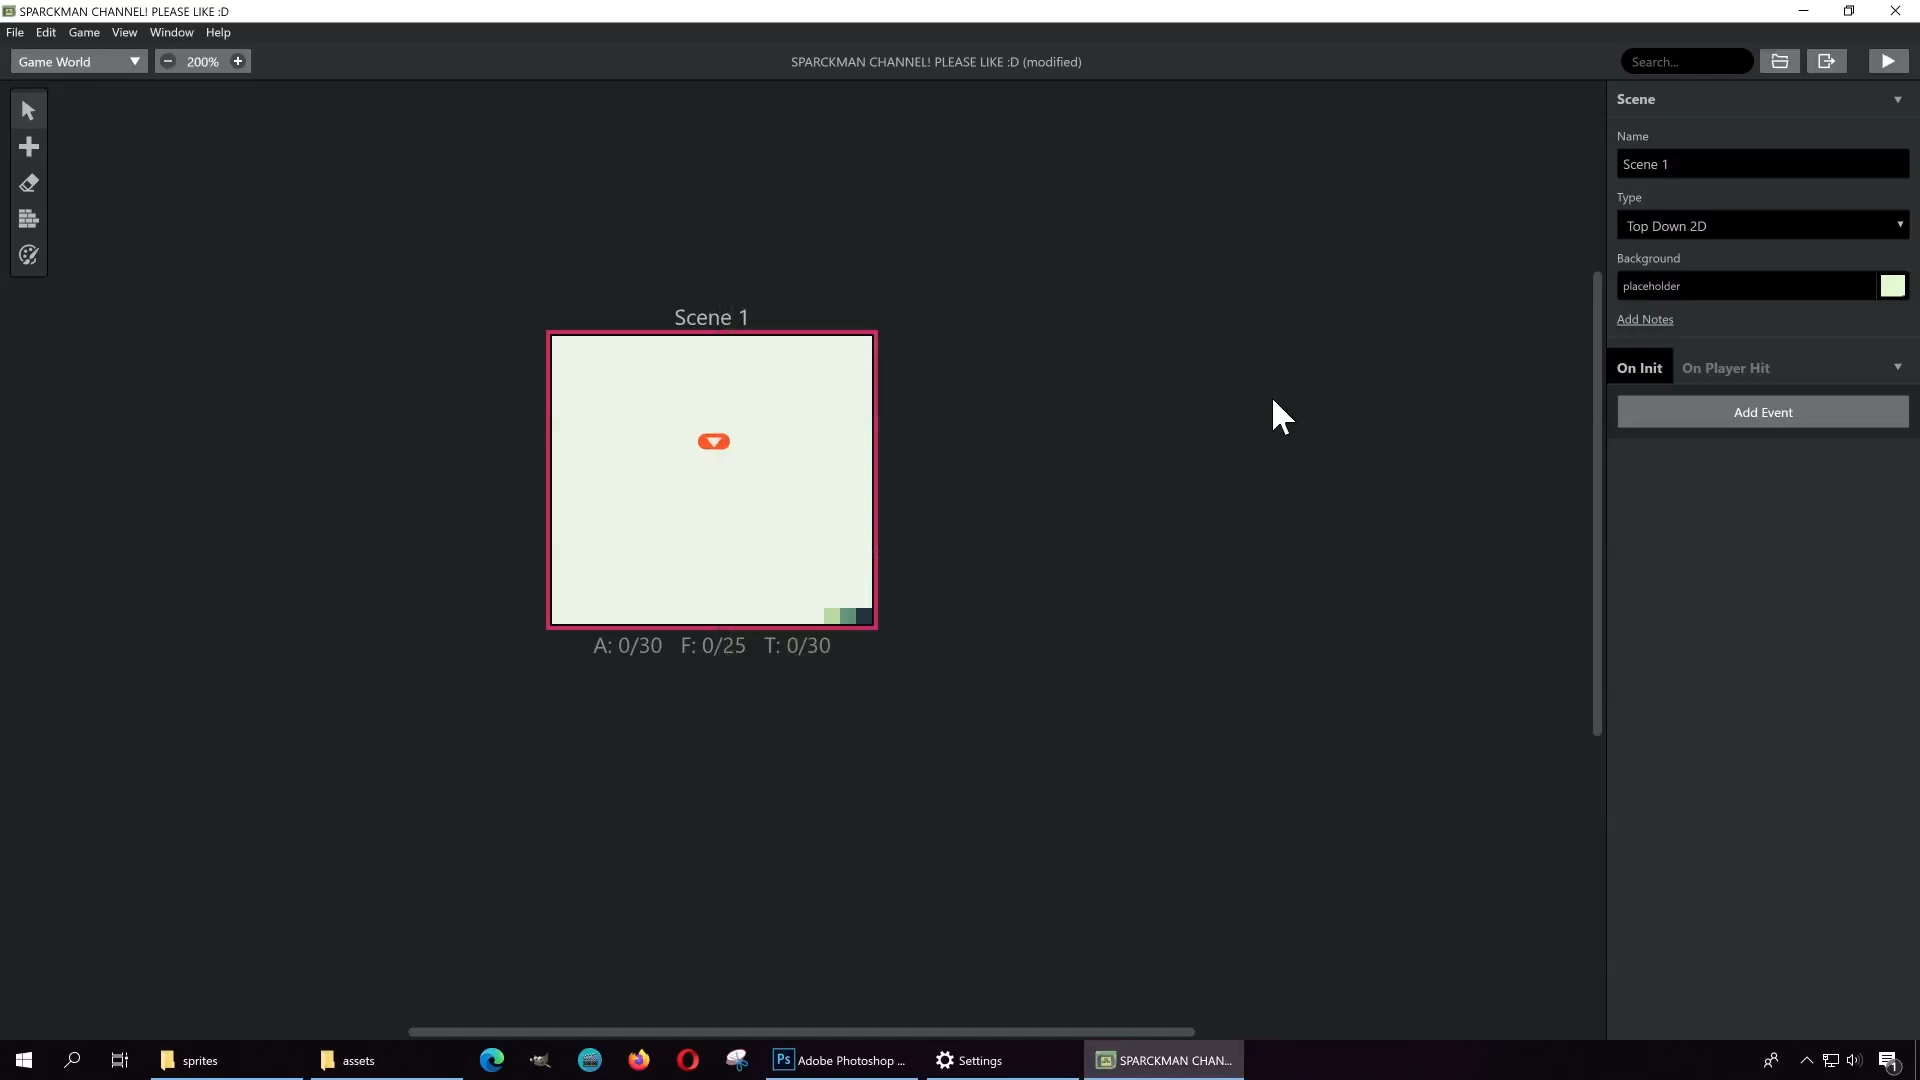 SPARCKMAN CHANNEL! PLEASE LIKE :D
File Edit Game View Window Help
Game World 200% SPARCKMAN CHANNEL! PLEASE LIKE :D (modified) Search...
Scene
Name
Scene 1
Type
Top Down 2D
Background
placeholder
Add Notes
On Init On Player Hit
Add Event
Scene 1
A: 0/30 F: 0/25 T: 0/30
sprites assets Ps Adobe Photoshop ... Settings SPARCKMAN CHAN... 1